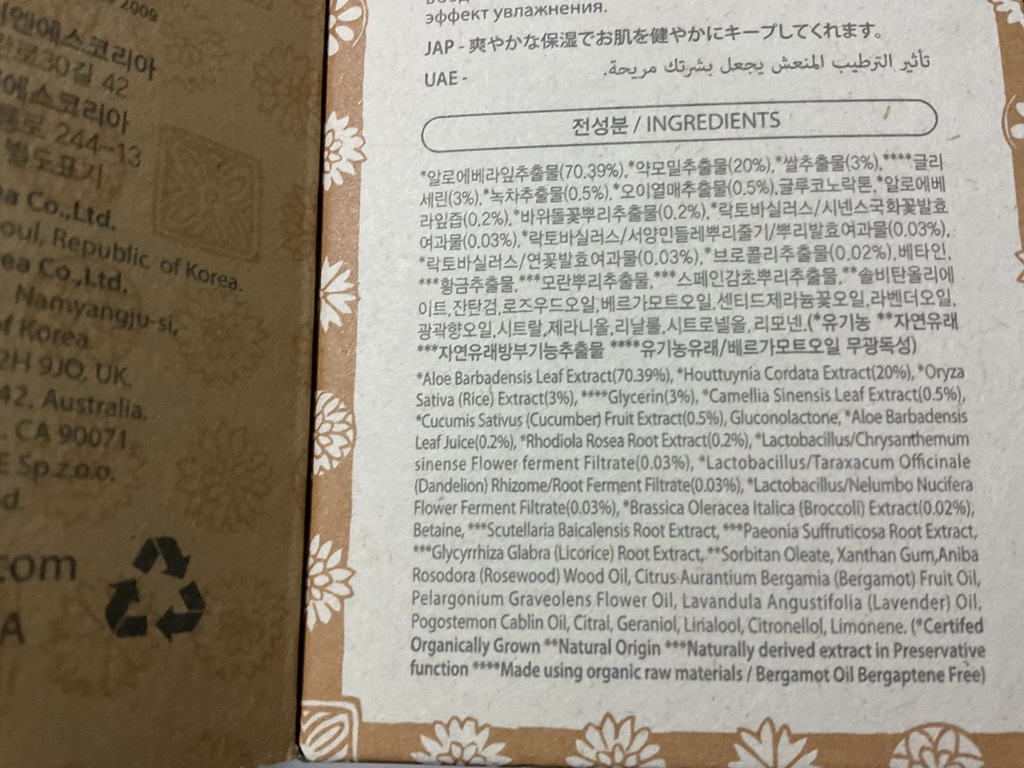 200g
이엔에스코리아
30길 42
에스코리아
244-13
별도표기
Co.,Ltd.
Republic of Korea.
Co.,Ltd.
Namyangju-si,
Korea
2H 9JQ, UK.
42, Australia.
CA 90071,
Sp.z.o.o.
.com
эффект увлажнения.
JAP - 爽やかな保湿でお肌を健やかにキープしてくれます。
UAE - تأثير الترطيب المنعش يجعل بشرتك مريحة.
전성분 / INGREDIENTS
*알로에베라잎추출물(70.39%),*약모밀추출물(20%),*쌀추출물(3%),****글리
세린(3%),*녹차추출물(0.5%),*오이열매추출물(0.5%),글루코노락톤,*알로에베
라잎즙(0.2%),*바위돌꽃뿌리추출물(0.2%),*락토바실러스/시넨스국화꽃발효
여과물(0.03%),*락토바실러스/서양민들레뿌리줄기/뿌리발효여과물(0.03%),
*락토바실러스/연꽃발효여과물(0.03%),*브로콜리추출물(0.02%),베타인,
***황금추출물,***모란뿌리추출물,***스페인감초뿌리추출물,**솔비탄올리에
이트,잔탄검,로즈우드오일,베르가모트오일,센티드제라늄꽃오일,라벤더오일,
광곽향오일,시트랄,제라니올,리날룰,시트로넬올,리모넨.(*유기농 **자연유래
***자연유래방부기능추출물 ****유기농유래/베르가모트오일 무광독성)
*Aloe Barbadensis Leaf Extract(70.39%), *Houttuynia Cordata Extract(20%), *Oryza
Sativa (Rice) Extract(3%), ****Glycerin(3%), *Camellia Sinensis Leaf Extract(0.5%),
*Cucumis Sativus (Cucumber) Fruit Extract(0.5%), Gluconolactone, *Aloe Barbadensis
Leaf Juice(0.2%), *Rhodiola Rosea Root Extract(0.2%), *Lactobacillus/Chrysanthemum
sinense Flower ferment Filtrate(0.03%), *Lactobacillus/Taraxacum Officinale
(Dandelion) Rhizome/Root Ferment Filtrate(0.03%), *Lactobacillus/Nelumbo Nucifera
Flower Ferment Filtrate(0.03%), *Brassica Oleracea Italica (Broccoli) Extract(0.02%),
Betaine, ***Scutellaria Baicalensis Root Extract, ***Paeonia Suffruticosa Root Extract,
***Glycyrrhiza Glabra (Licorice) Root Extract, **Sorbitan Oleate, Xanthan Gum,Aniba
Rosodora (Rosewood) Wood Oil, Citrus Aurantium Bergamia (Bergamot) Fruit Oil,
Pelargonium Graveolens Flower Oil, Lavandula Angustifolia (Lavender) Oil,
Pogostemon Cablin Oil, Citral, Geraniol, Linalool, Citronellol, Limonene. (*Certifed
Organically Grown **Natural Origin ***Naturally derived extract in Preservative
function ****Made using organic raw materials / Bergamot Oil Bergaptene Free)